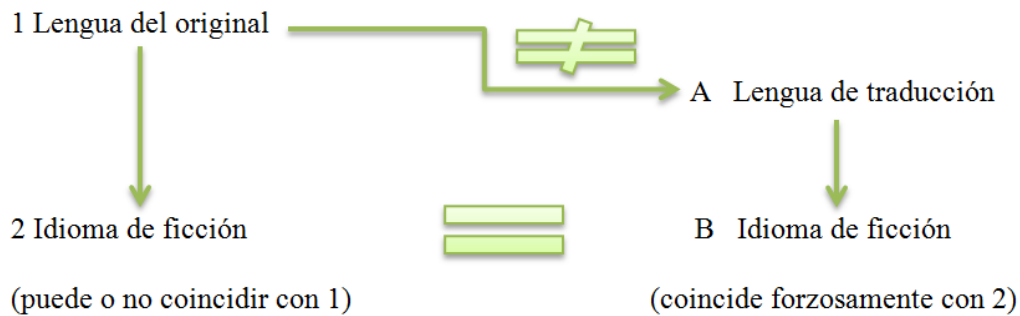 1 Lengua del original
A Lengua de traducción
2 Idioma de ficción
B Idioma de ficción
(puede o no coincidir con 1)
(coincide forzosamente con 2)